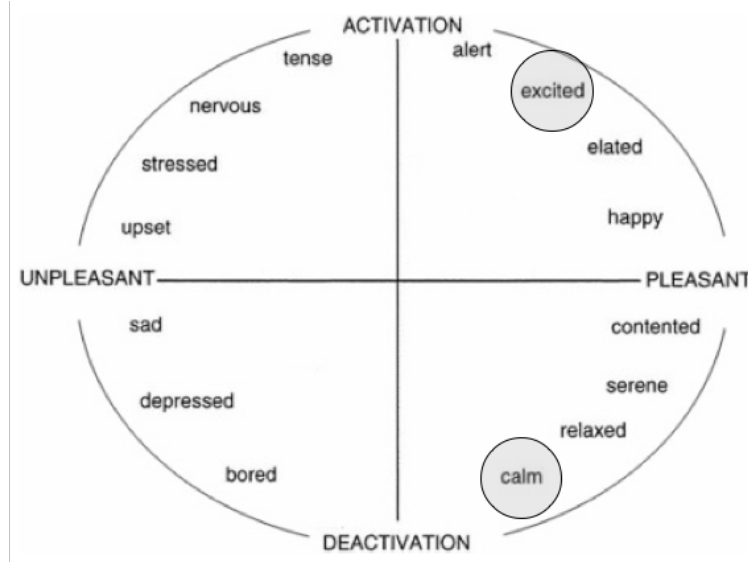 ACTIVATION
tense
alert
excited
nervous
elated
stressed
happy
upset
UNPLEASANT
PLEASANT
sad
contented
serene
depressed
relaxed
bored
calm
DEACTIVATION